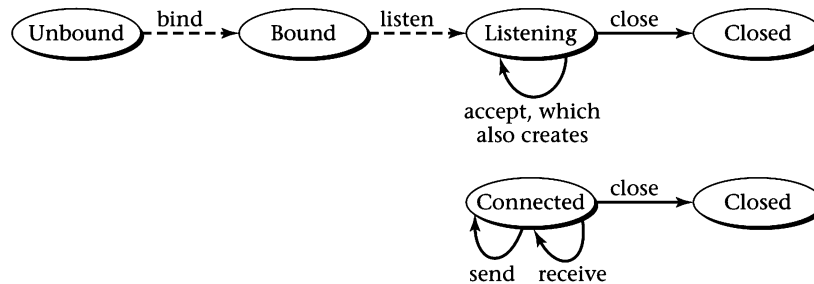 Unbound bind Bound listen Listening close Closed
accept, which
also creates
Connected close Closed
send receive